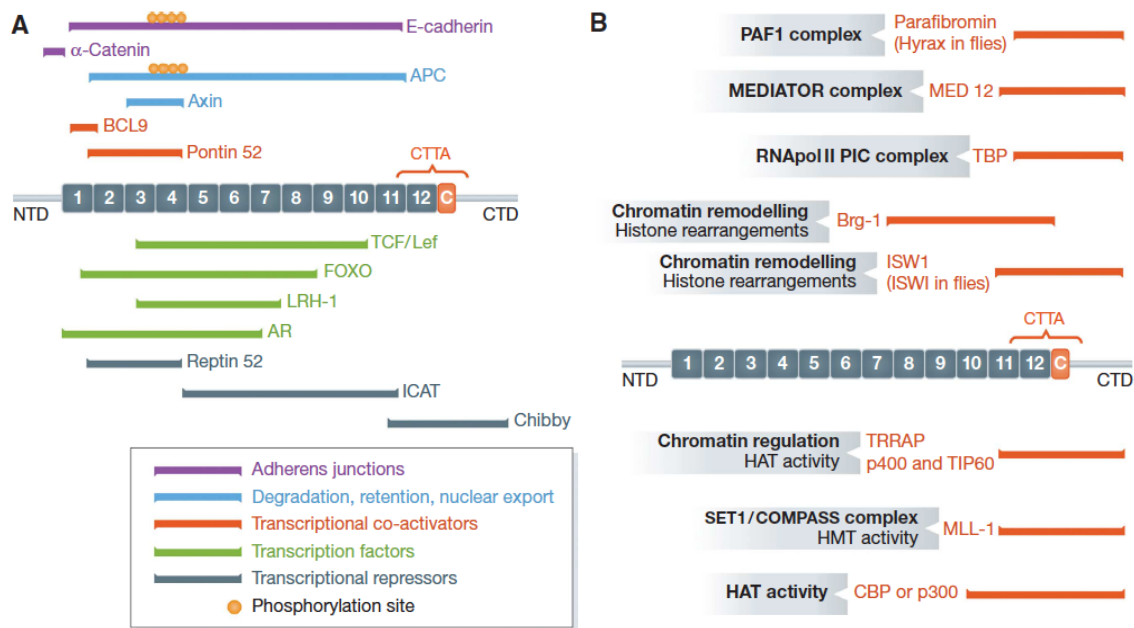 A
E-cadherin
α-Catenin
APC
Axin
BCL9
Pontin 52
CTTA
1 2 3 4 5 6 7 8 9 10 11 12 C
NTD
CTD
TCF/Lef
FOXO
LRH-1
AR
Reptin 52
ICAT
Chibby
Adherens junctions
Degradation, retention, nuclear export
Transcriptional co-activators
Transcription factors
Transcriptional repressors
Phosphorylation site
B
PAF1 complex
Parafibromin
(Hyrax in flies)
MEDIATOR complex
MED 12
RNApol II PIC complex
TBP
Chromatin remodelling
Histone rearrangements
Brg-1
Chromatin remodelling
Histone rearrangements
ISW1
(ISWI in flies)
CTTA
1 2 3 4 5 6 7 8 9 10 11 12 C
NTD
CTD
Chromatin regulation
HAT activity
TRRAP
p400 and TIP60
SET1/COMPASS complex
HMT activity
MLL-1
HAT activity
CBP or p300